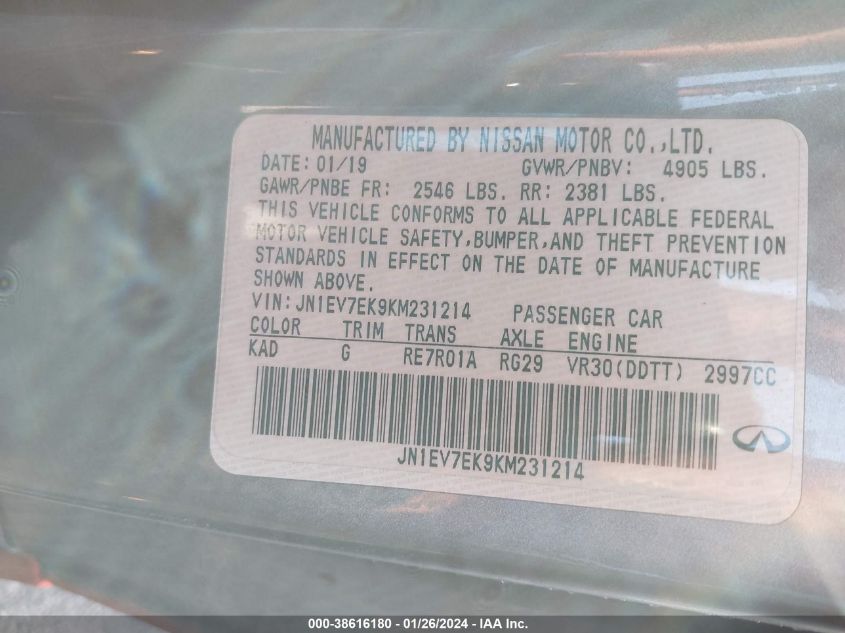 MANUFACTURED BY NISSAN MOTOR CO.,LTD.
DATE: 01/19 GVWR/PNBV: 4905 LBS.
GAWR/PNBE FR: 2546 LBS. RR: 2381 LBS.
THIS VEHICLE CONFORMS TO ALL APPLICABLE FEDERAL
MOTOR VEHICLE SAFETY,BUMPER,AND THEFT PREVENTION
STANDARDS IN EFFECT ON THE DATE OF MANUFACTURE
SHOWN ABOVE.
VIN:JN1EV7EK9KM231214 PASSENGER CAR
COLOR TRIM TRANS AXLE ENGINE
KAD G RE7R01A RG29 VR30(DDTT) 2997CC
JN1EV7EK9KM231214
000-38616180 - 01/26/2024 - IAA Inc.